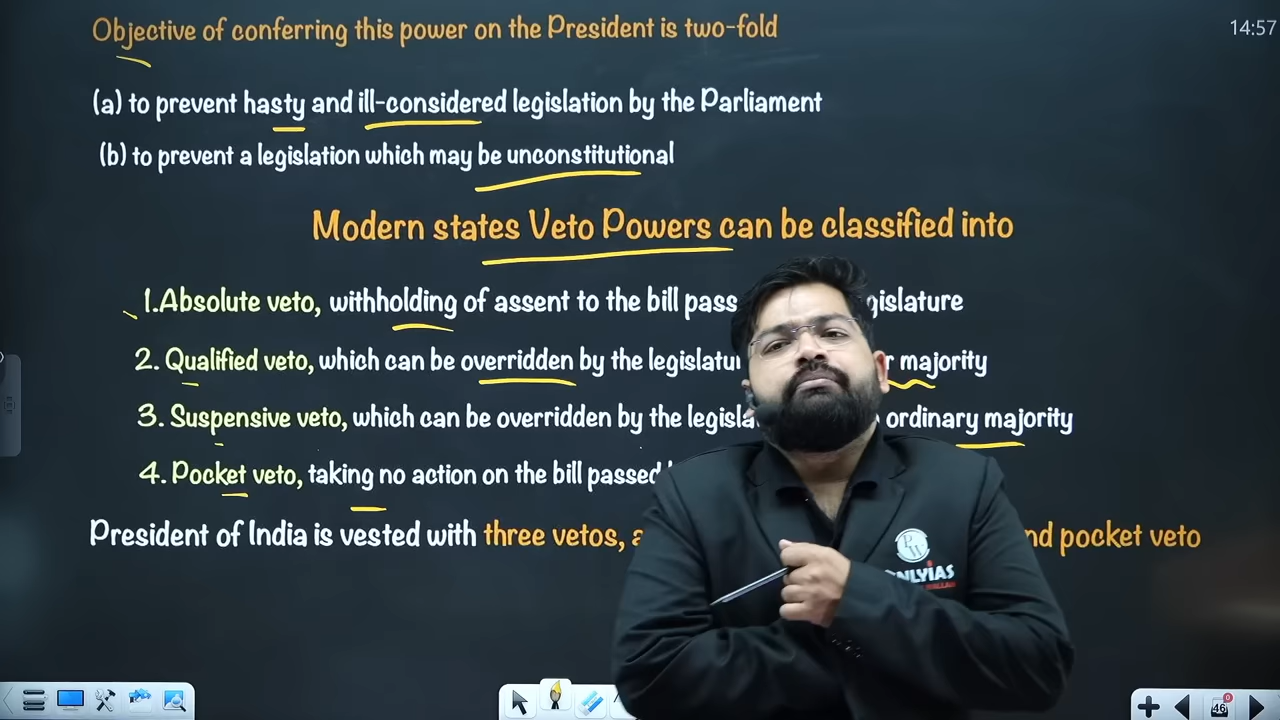 Objective of conferring this power on the President is two-fold
14:57
(a) to prevent hasty and ill-considered legislation by the Parliament
(b) to prevent a legislation which may be unconstitutional
Modern states Veto Powers can be classified into
1.Absolute veto, withholding of assent to the bill pass gislature
2. Qualified veto, which can be overridden by the legislatur r majority
3. Suspensive veto, which can be overridden by the legisla ordinary majority
4. Pocket veto, taking no action on the bill passed
President of India is vested with three vetos, a nd pocket veto
PW
ONLYIAS
46
0